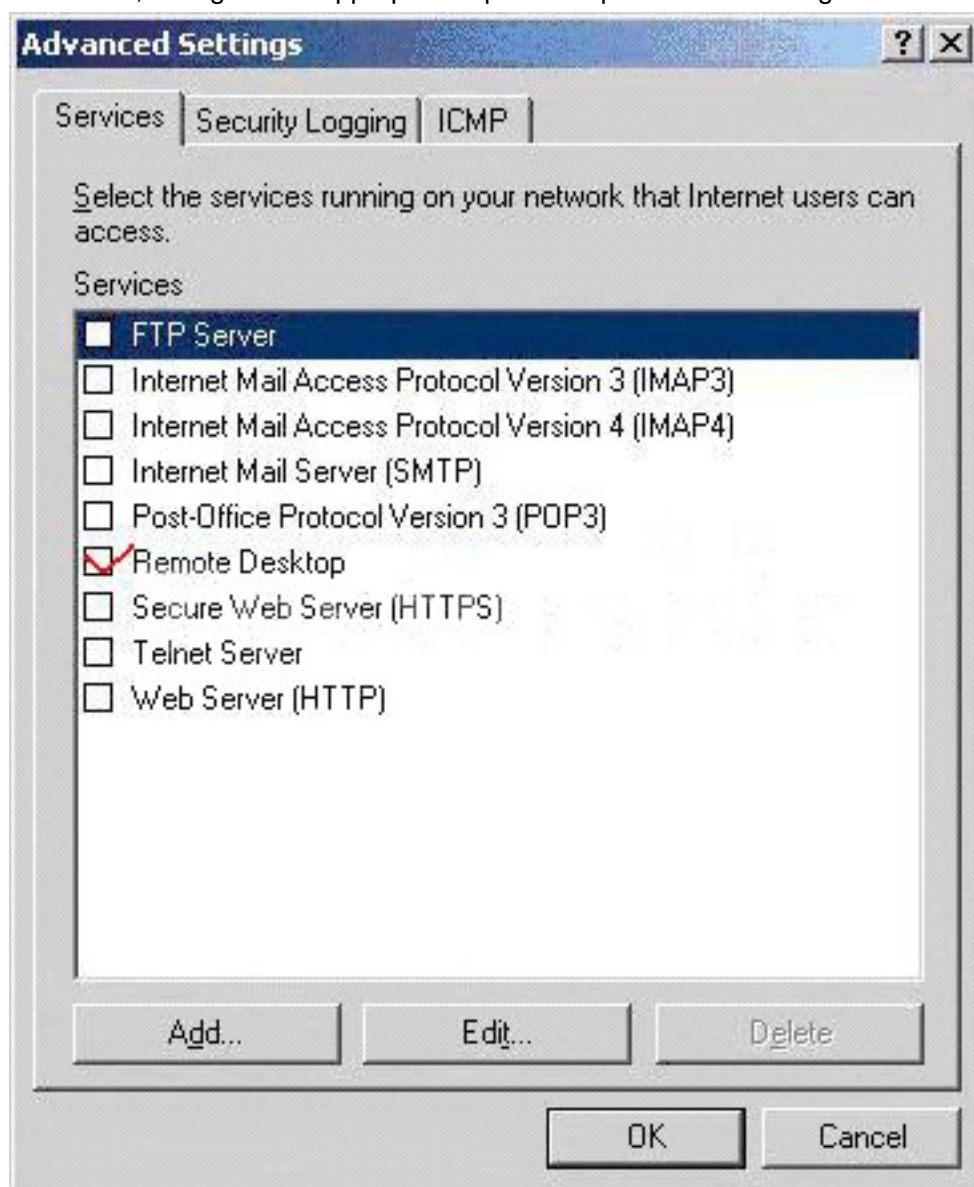 Advanced Settings
Services
Security Logging
ICMP
Select the services running on your network that Internet users can
access.
Services
FTP Server
Internet Mail Access Protocol Version 3 (IMAP3)
Internet Mail Access Protocol Version 4 (IMAP4)
Internet Mail Server (SMTP)
Post-Office Protocol Version 3 (POP3)
Remote Desktop
Secure Web Server (HTTPS)
Telnet Server
Web Server (HTTP)
Add...
Edit...
Delete
OK
Cancel